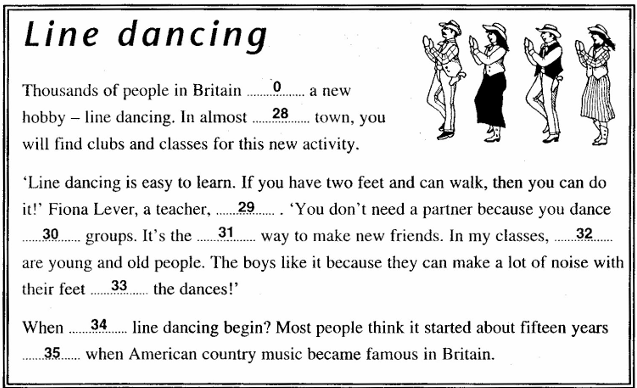 Line dancing
Thousands of people in Britain ........0........ a new
hobby – line dancing. In almost ........28........ town, you
will find clubs and classes for this new activity.
‘Line dancing is easy to learn. If you have two feet and can walk, then you can do
it!’ Fiona Lever, a teacher, ........29........ . ‘You don’t need a partner because you dance
........30........ groups. It’s the ........31........ way to make new friends. In my classes, ........32........
are young and old people. The boys like it because they can make a lot of noise with
their feet ........33........ the dances!’
When ........34........ line dancing begin? Most people think it started about fifteen years
........35........ when American country music became famous in Britain.